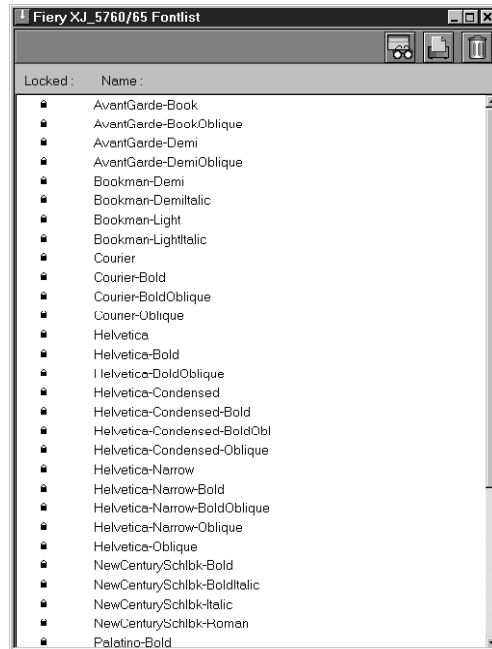 Fiery XJ_5760/65 Fontlist
Locked : Name :
AvantGarde-Book
AvantGarde-BookOblique
AvantGarde-Demi
AvantGarde-DemiOblique
Bookman-Demi
Bookman-DemiItalic
Bookman-Light
Bookman-LightItalic
Courier
Courier-Bold
Courier-BoldOblique
Courier-Oblique
Helvetica
Helvetica-Bold
Helvetica-BoldOblique
Helvetica-Condensed
Helvetica-Condensed-Bold
Helvetica-Condensed-BoldObl
Helvetica-Condensed-Oblique
Helvetica-Narrow
Helvetica-Narrow-Bold
Helvetica-Narrow-BoldOblique
Helvetica-Narrow-Oblique
Helvetica-Oblique
NewCenturySchlbk-Bold
NewCenturySchlbk-BoldItalic
NewCenturySchlbk-Italic
NewCenturySchlbk-Roman
Palatino-Bold